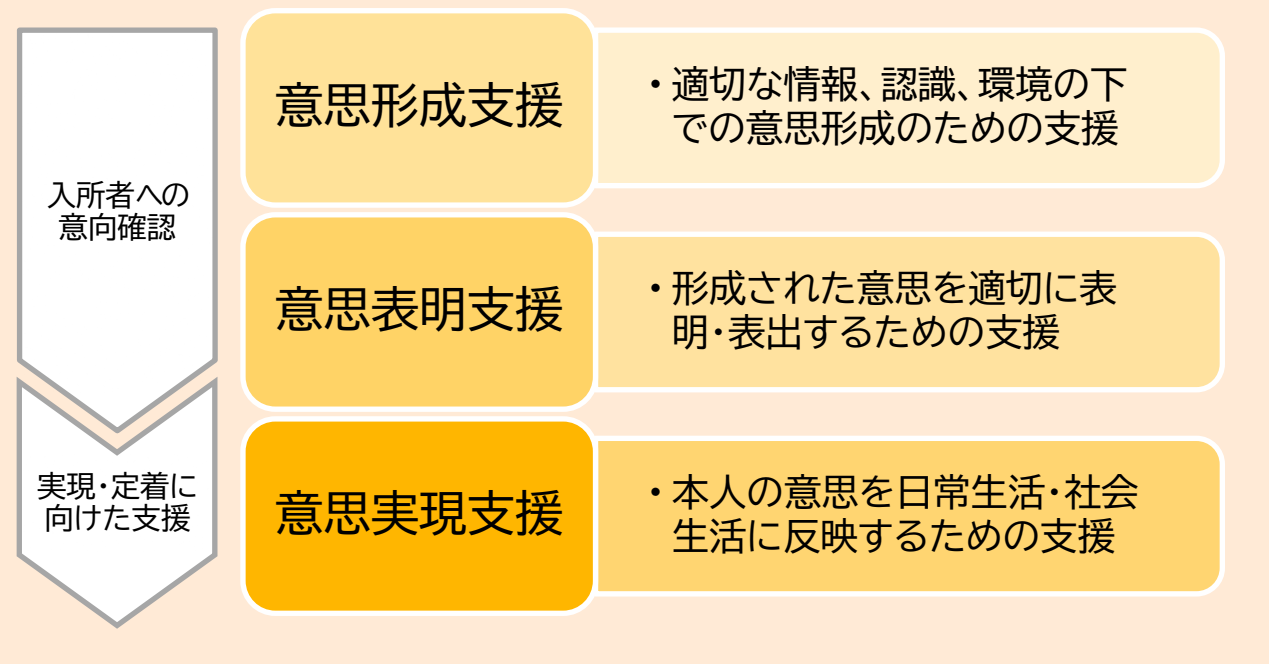 入所者への
意向確認
意思形成支援
・適切な情報、認識、環境の下
での意思形成のための支援
意思表明支援
・形成された意思を適切に表
明・表出するための支援
実現・定着に
向けた支援
意思実現支援
・本人の意思を日常生活・社会
生活に反映するための支援